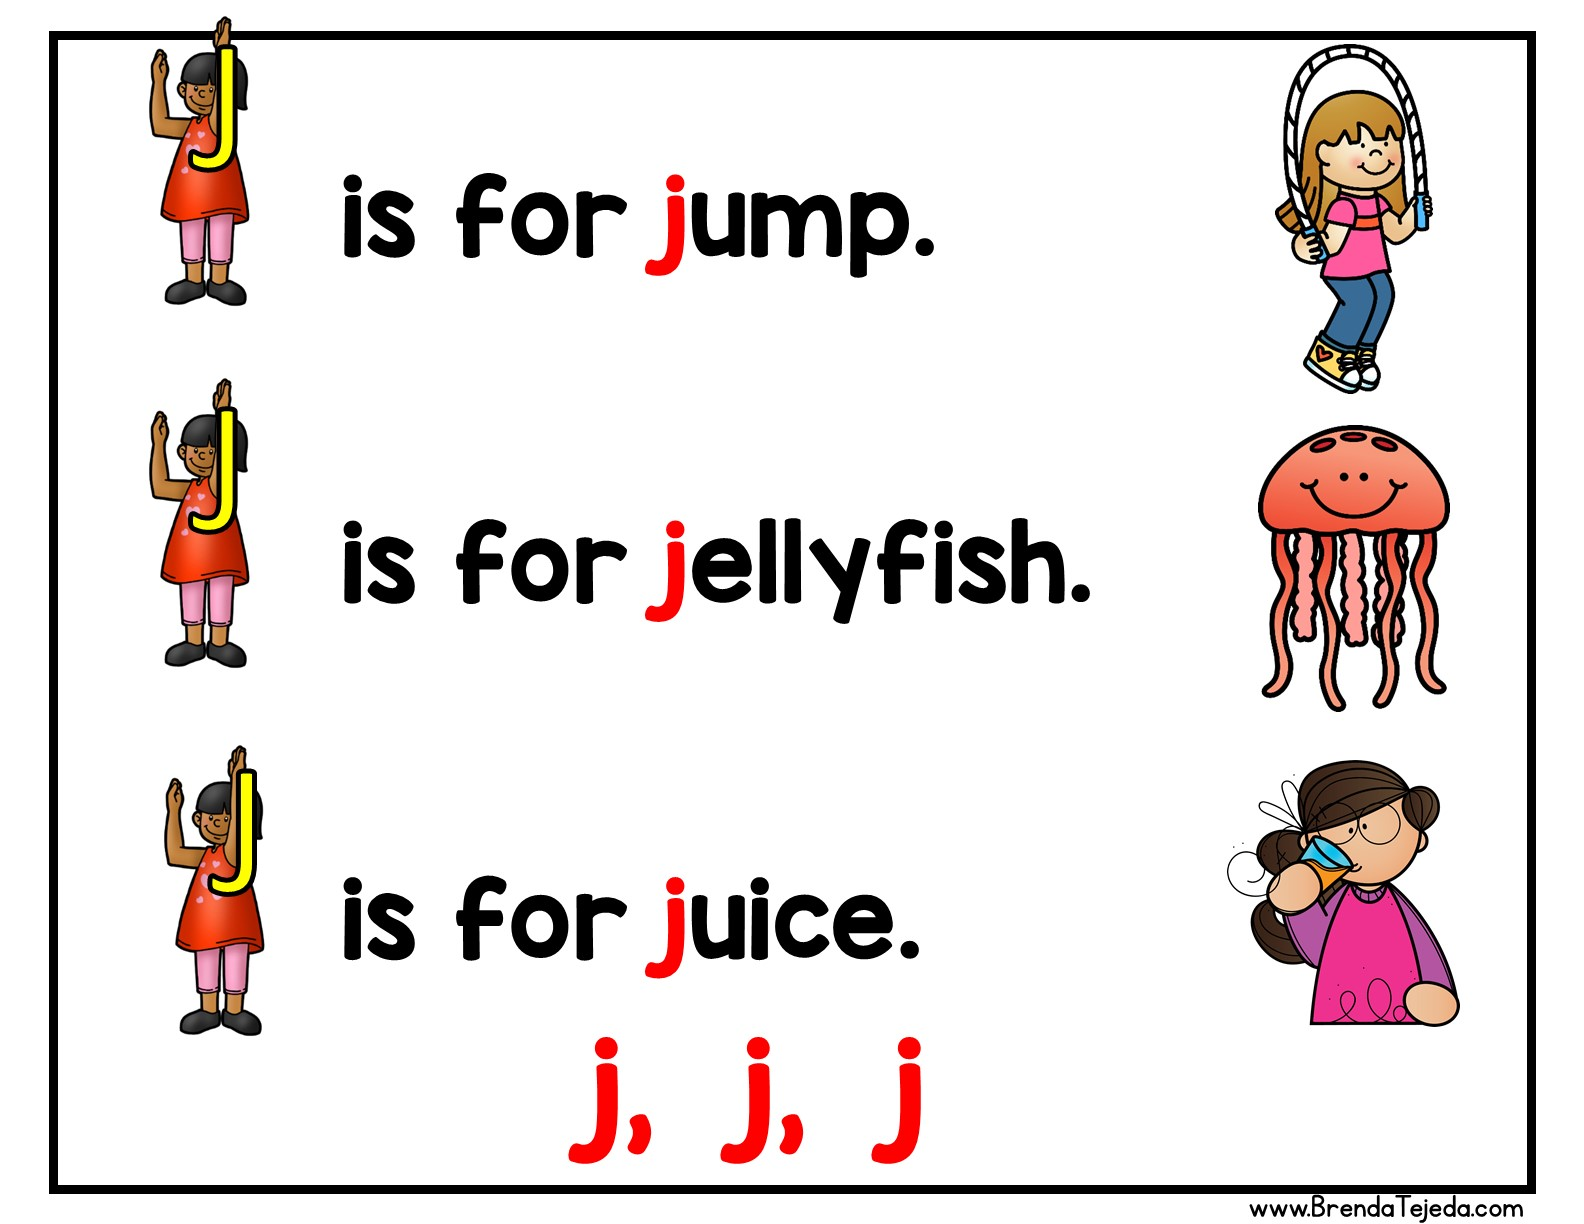 J is for jump.
J is for jellyfish.
J is for juice.
j, j, j
www.BrendaTejeda.com